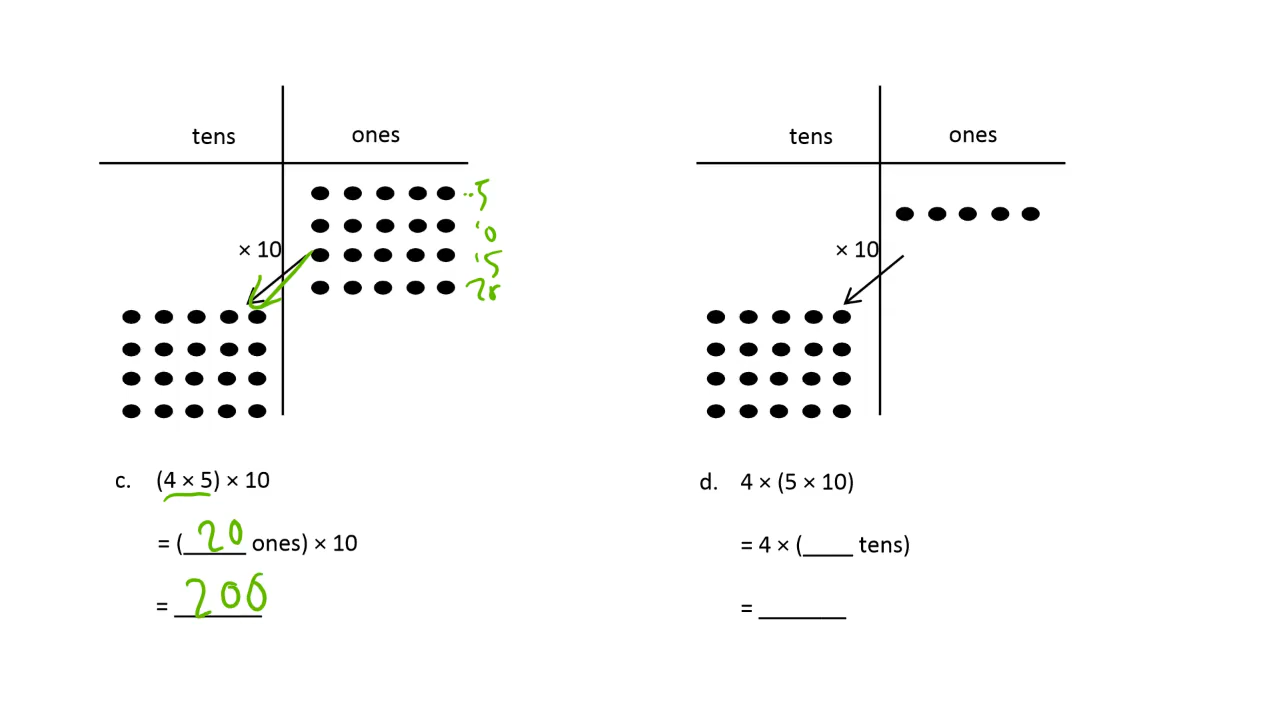 tens ones
5
10
15
20
× 10
c. (4 × 5) × 10
= (20 ones) × 10
= 200
tens ones
× 10
d. 4 × (5 × 10)
= 4 × (____ tens)
= _______